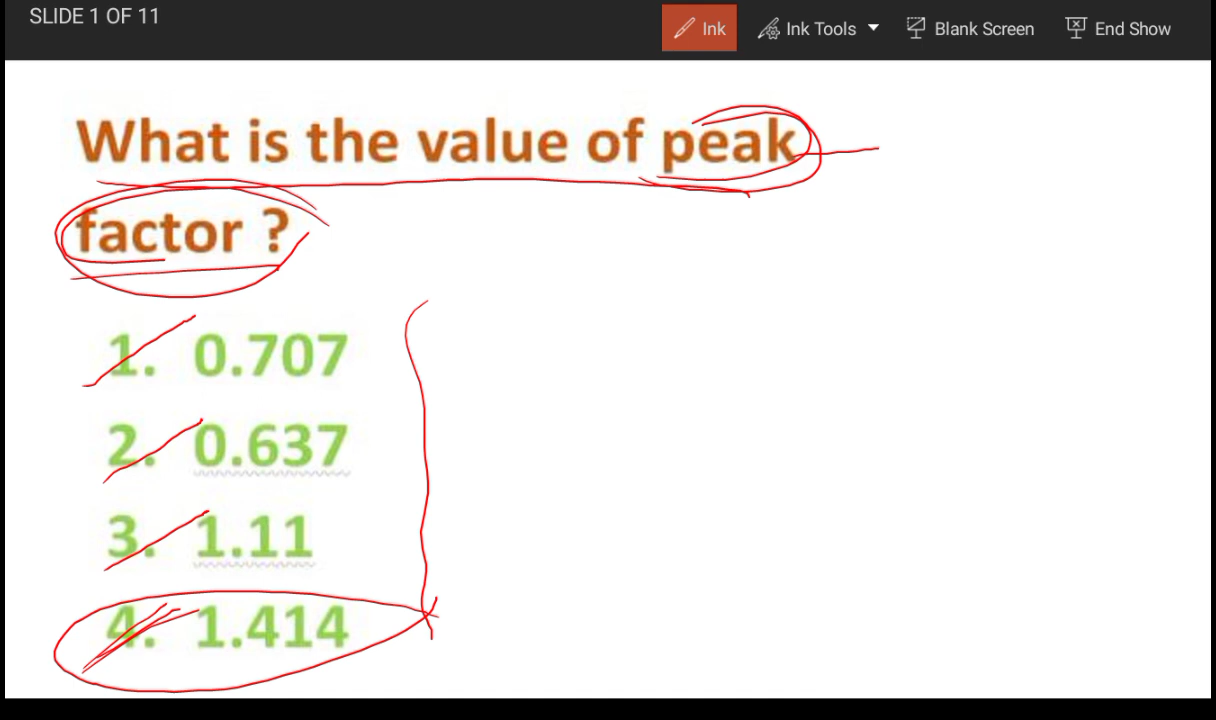 SLIDE 1 OF 11
Ink Ink Tools Blank Screen End Show
What is the value of peak
factor ?
1. 0.707
2. 0.637
3. 1.11
4. 1.414